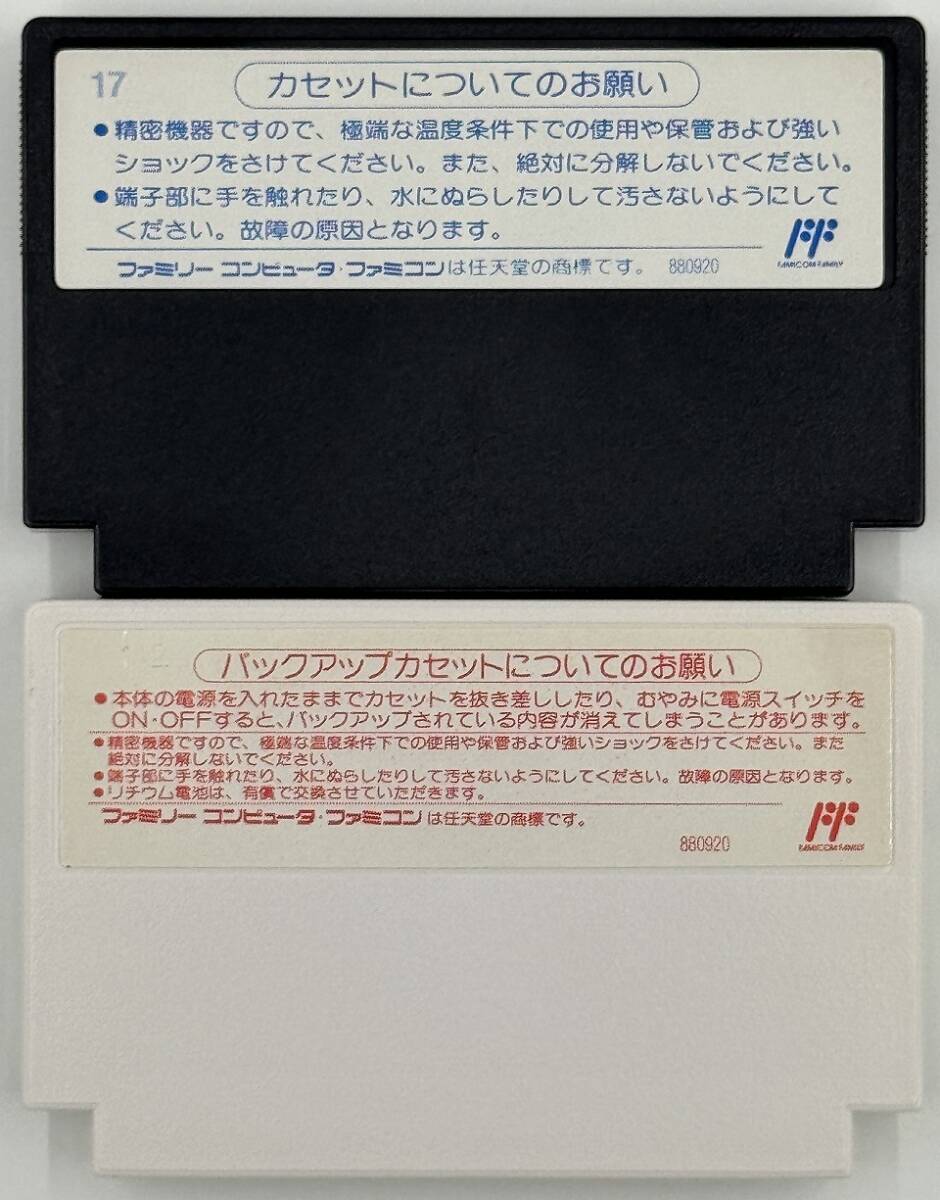 17
カセットについてのお願い
●精密機器ですので、極端な温度条件下での使用や保管および強い
ショックをさけてください。また、絶対に分解しないでください。
●端子部に手を触れたり、水にぬらしたりして汚さないようにして
ください。故障の原因となります。
ファミリー コンピュータ・ファミコンは任天堂の商標です。 880920
FAMICOM FAMILY
バックアップカセットについてのお願い
●本体の電源を入れたままでカセットを抜き差ししたり、むやみに電源スイッチを
ON・OFFすると、バックアップされている内容が消えてしまうことがあります。
●精密機器ですので、極端な温度条件下での使用や保管および強いショックをさけてください。また
絶対に分解しないでください。
●端子部に手を触れたり、水にぬらしたりして汚さないようにしてください。故障の原因となります。
●リチウム電池は、有償で交換させていただきます。
ファミリー コンピュータ・ファミコンは任天堂の商標です。
880920
FAMICOM FAMILY